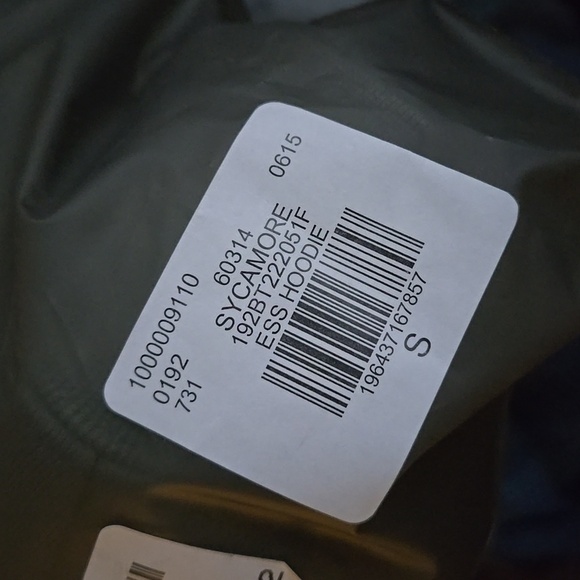 0615
60314
SYCAMORE
192BT222051F
ESS HOODIE
1000009110
0192
731
196437167857
S